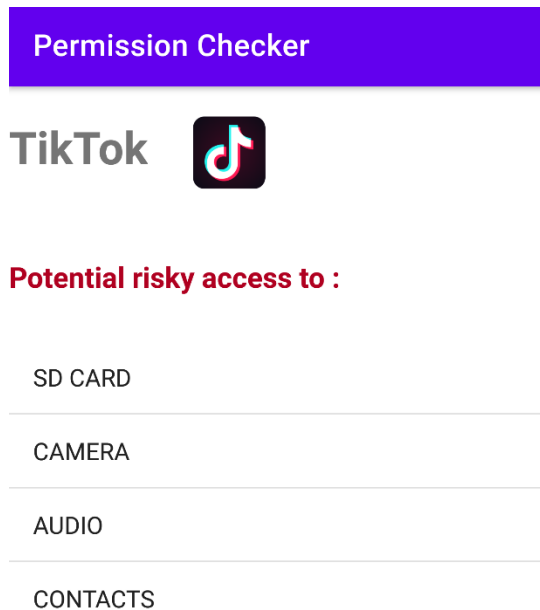 Permission Checker
TikTok
Potential risky access to :
SD CARD
CAMERA
AUDIO
CONTACTS